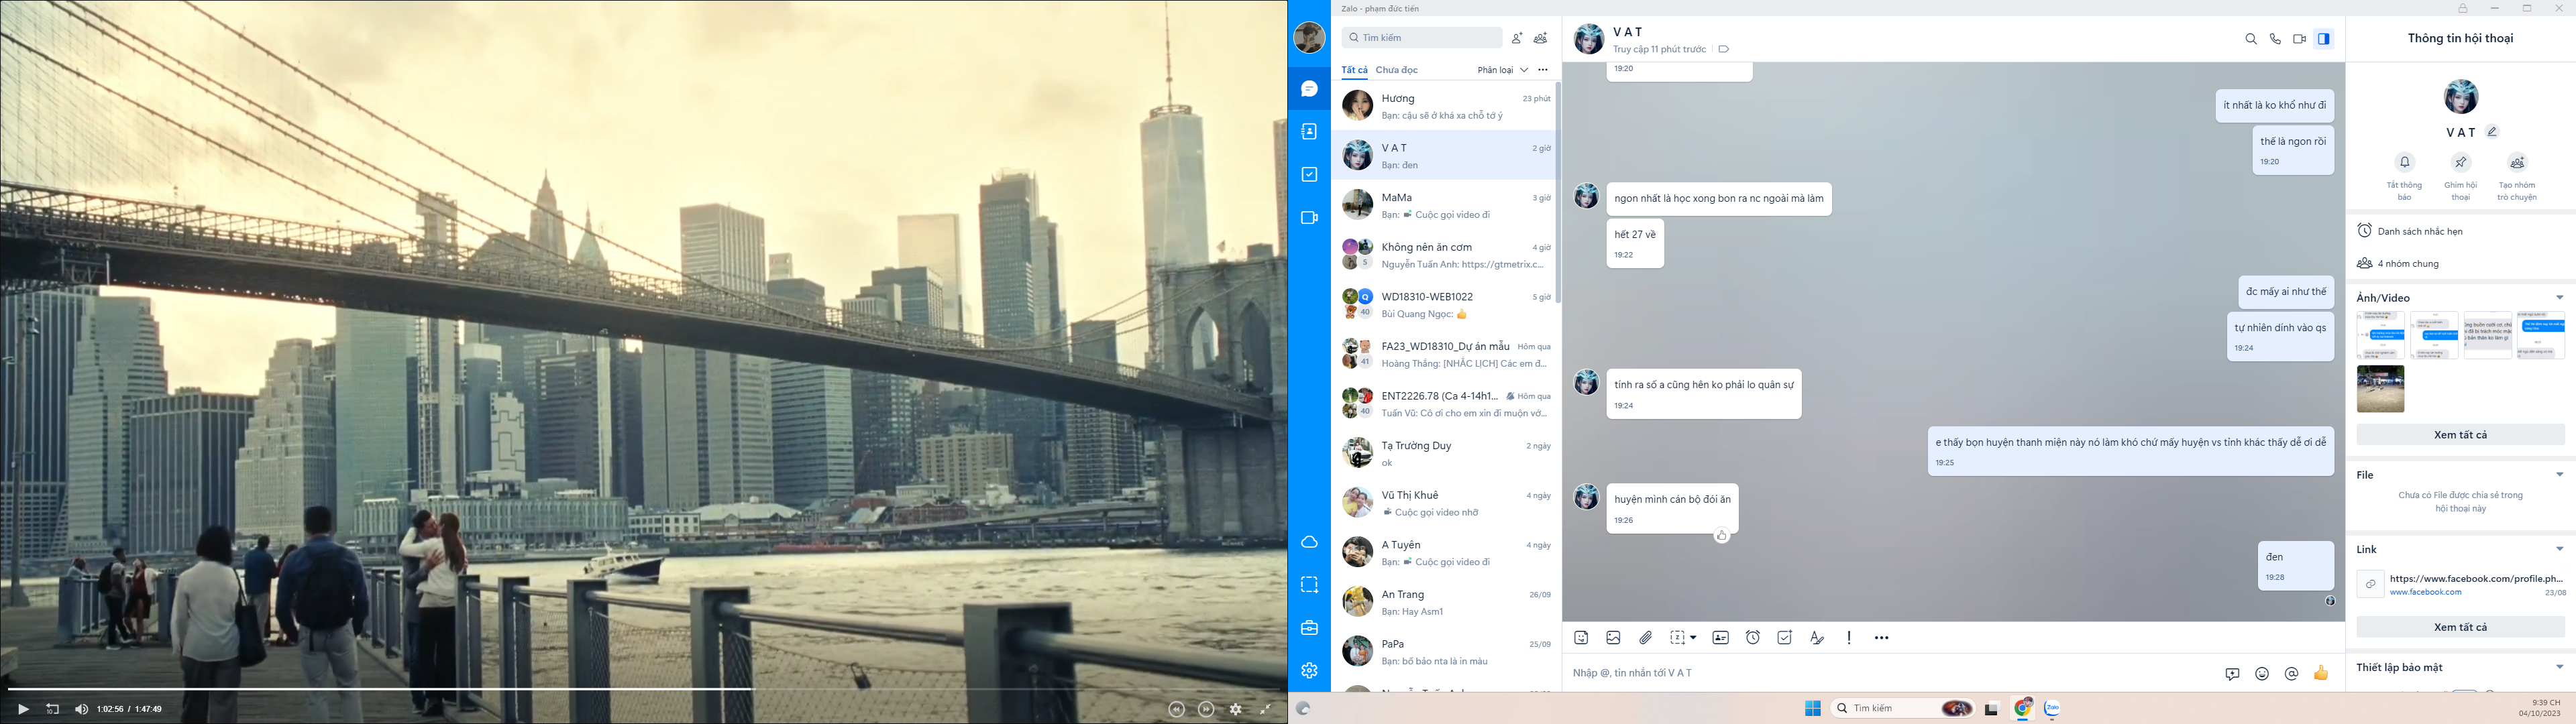 10
1:02:56 / 1:47:49
Zalo - phạm đức tiến
Tìm kiếm
Tất cả
Chưa đọc
Phân loại
Hương
23 phút
Bạn: cậu sẽ ở khá xa chỗ tớ ý
V A T
2 giờ
Bạn: đen
MaMa
3 giờ
Bạn: Cuộc gọi video đi
Không nên ăn cơm
4 giờ
5
Nguyễn Tuấn Anh: https://gtmetrix.c...
WD18310-WEB1022
5 giờ
Q
40
Bùi Quang Ngọc: 👍
FA23_WD18310_Dự án mẫu
Hôm qua
41
Hoàng Thắng: [NHẮC LỊCH] Các em đ...
ENT2226.78 (Ca 4-14h1...
Hôm qua
40
Tuấn Vũ: Cô ơi cho em xin đi muộn vớ...
Tạ Trường Duy
2 ngày
ok
Vũ Thị Khuê
4 ngày
Cuộc gọi video nhỡ
A Tuyên
4 ngày
Bạn: Cuộc gọi video đi
An Trang
26/09
Bạn: Hay Asm1
PaPa
25/09
Bạn: bố bảo nta là in màu
V A T
Truy cập 11 phút trước
19:20
ít nhất là ko khổ như đi
thế là ngon rồi
19:20
ngon nhất là học xong bon ra nc ngoài mà làm
hết 27 về
19:22
đc mấy ai như thế
tự nhiên dính vào qs
19:24
tính ra số a cũng hên ko phải lo quân sự
19:24
e thấy bọn huyện thanh miện này nó làm khó chứ mấy huyện vs tỉnh khác thấy dễ ơi dễ
19:25
huyện mình cán bộ đói ăn
19:26
đen
19:28
Nhập @, tin nhắn tới V A T
Thông tin hội thoại
V A T
Tắt thông báo
Ghim hội thoại
Tạo nhóm trò chuyện
Danh sách nhắc hẹn
4 nhóm chung
Ảnh/Video
Xem tất cả
File
Chưa có File được chia sẻ trong
hội thoại này
Link
https://www.facebook.com/profile.ph...
www.facebook.com
23/08
Xem tất cả
Thiết lập bảo mật
Tìm kiếm
Zalo
9:39 CH
04/10/2023